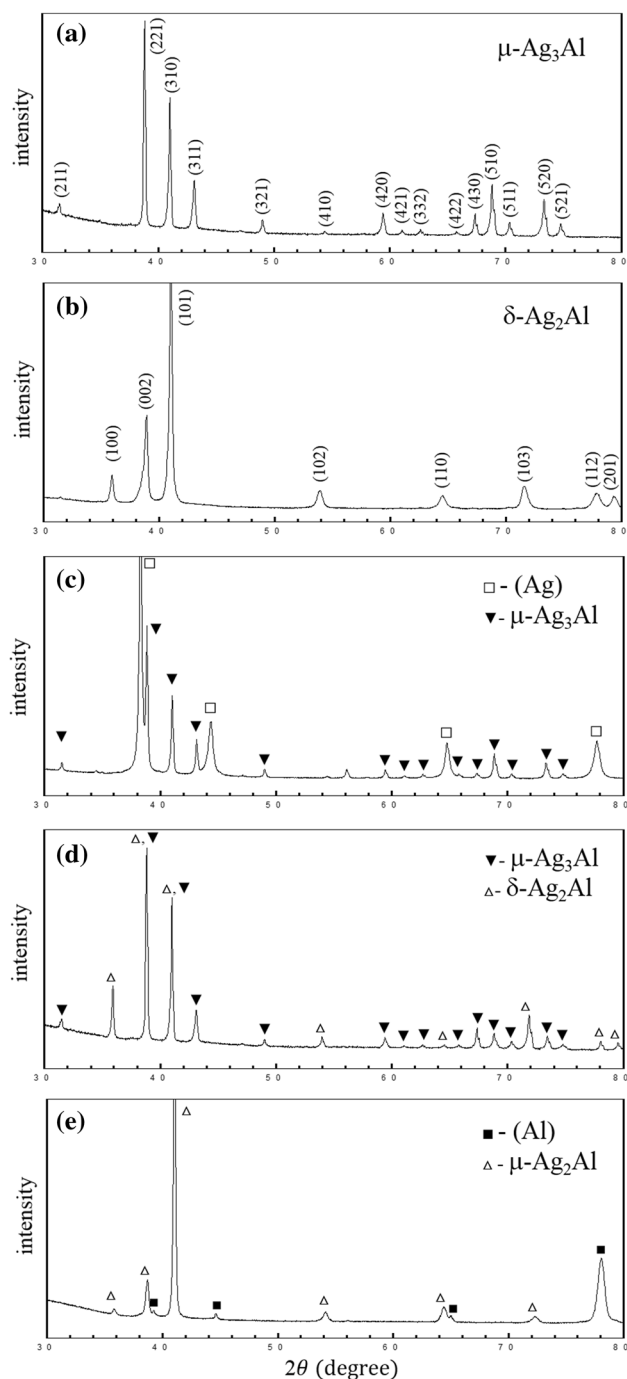 (a)
μ-Ag₃Al
intensity
(211)
(221)
(310)
(311)
(321)
(410)
(420)
(421)
(332)
(422)
(430)
(510)
(511)
(520)
(521)
30 40 50 60 70 80
(b)
δ-Ag₂Al
intensity
(100)
(002)
(101)
(102)
(110)
(103)
(112)
(201)
30 40 50 60 70 80
(c)
□ - (Ag)
▼- μ-Ag₃Al
intensity
30 40 50 60 70 80
(d)
▼- μ-Ag₃Al
△- δ-Ag₂Al
△, ▼
△, ▼
intensity
30 40 50 60 70 80
(e)
■ - (Al)
△ - μ-Ag₂Al
intensity
30 40 50 60 70 80
2θ (degree)